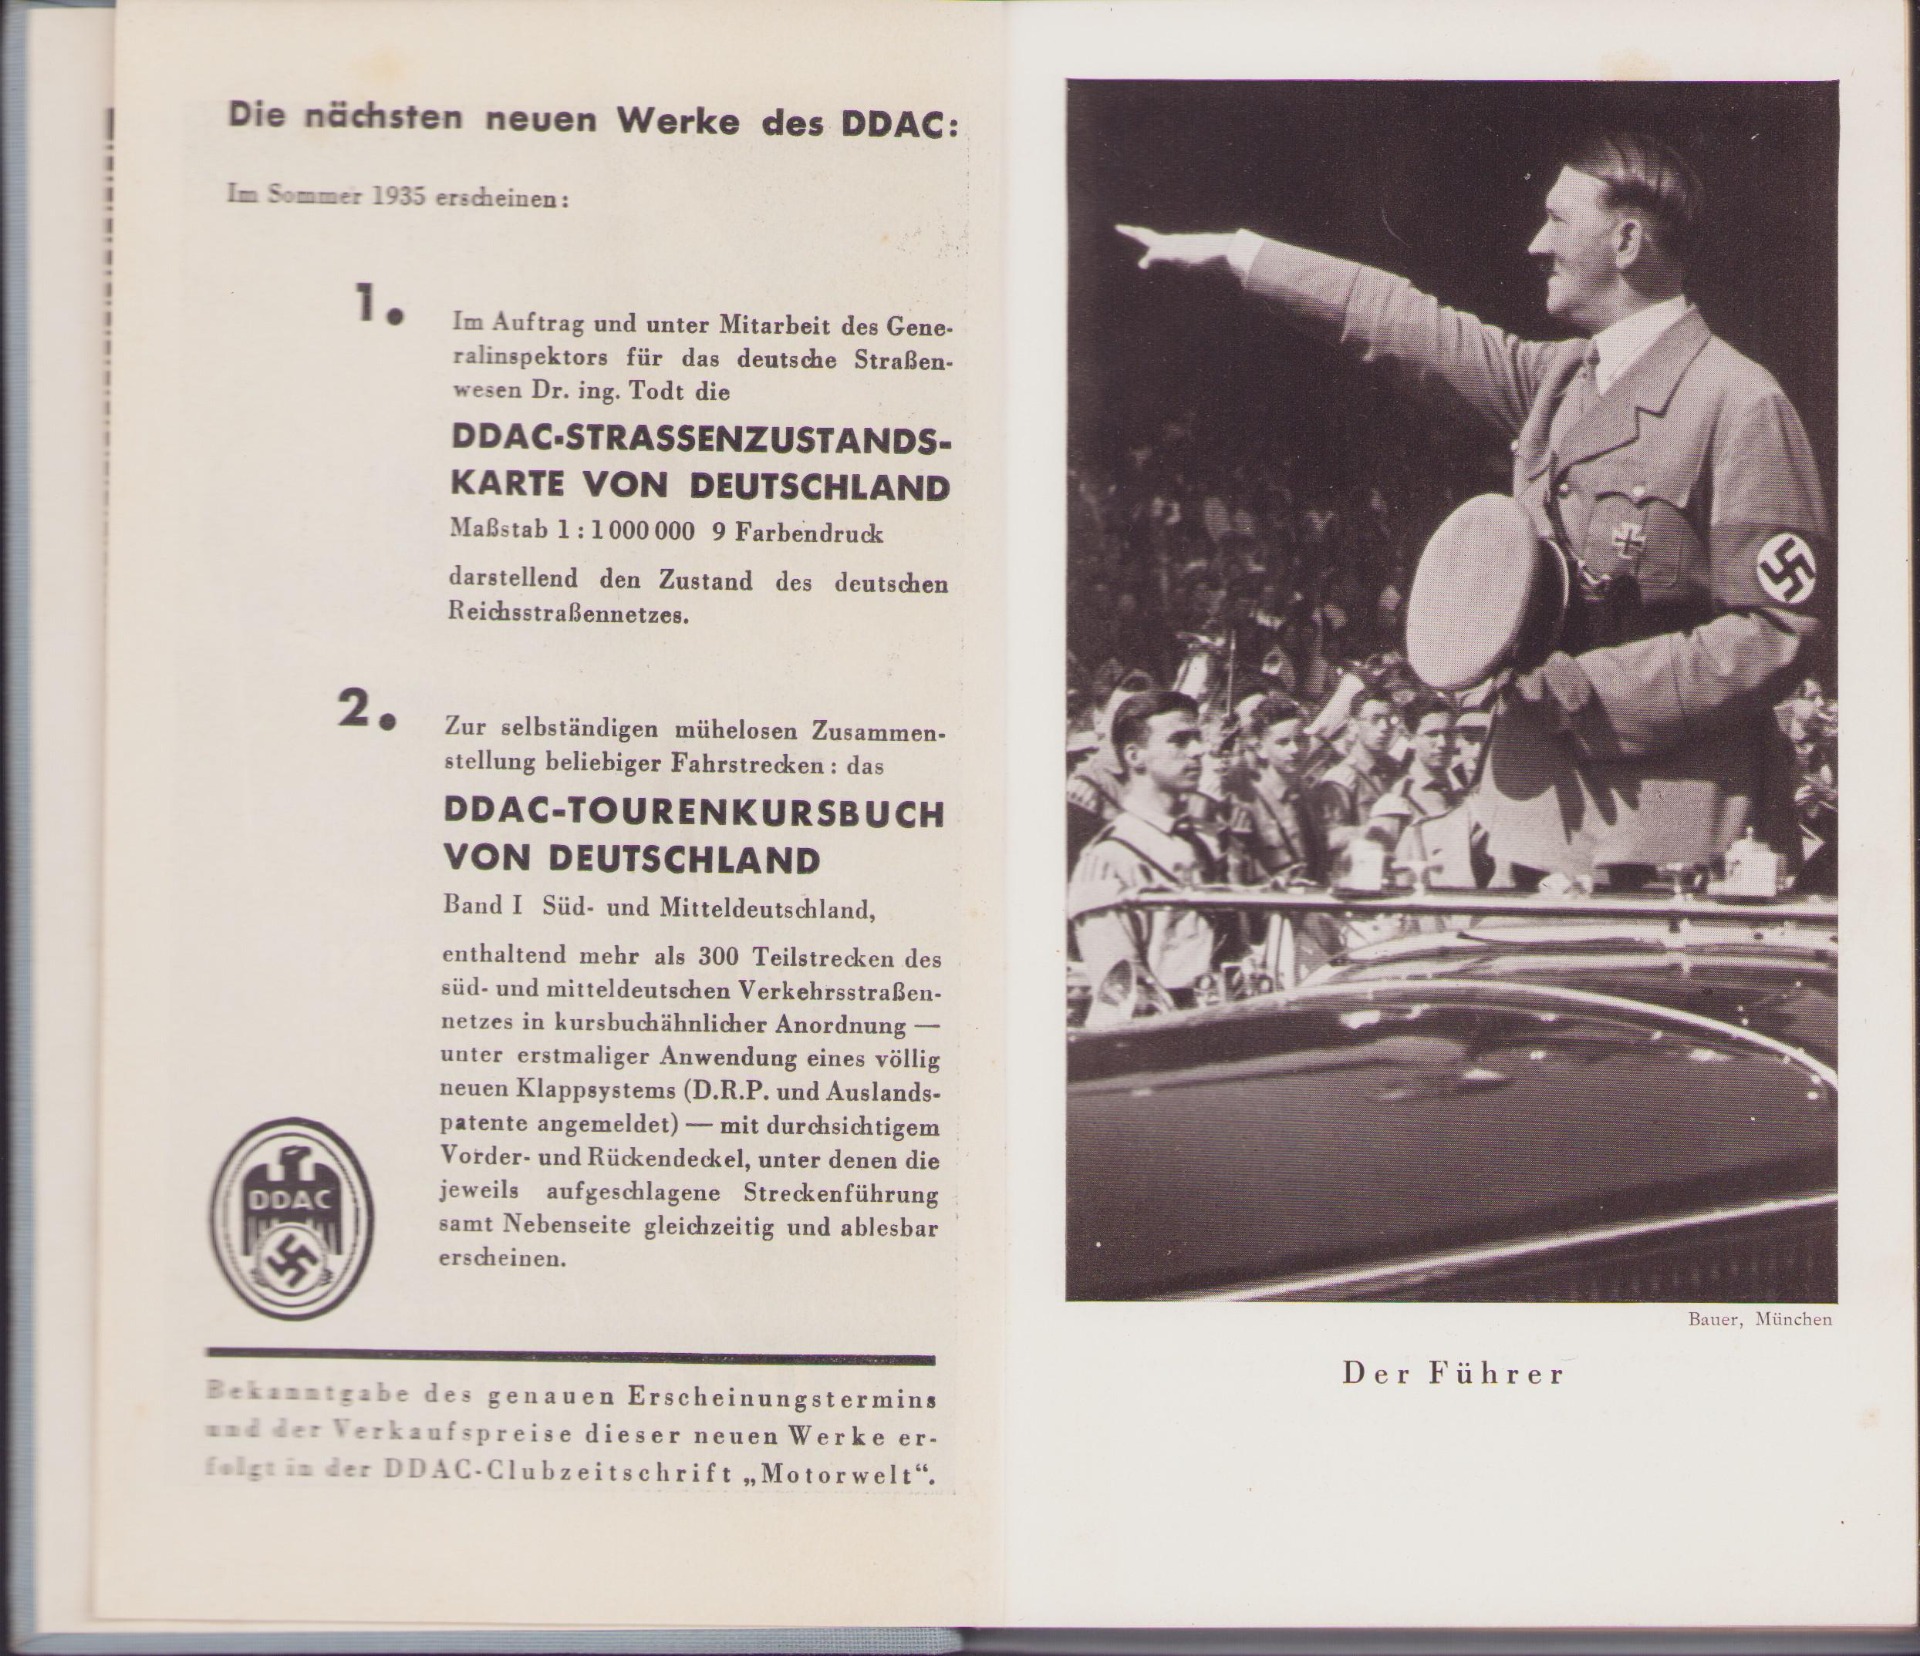 Die nächsten neuen Werke des DDAC:
Im Sommer 1935 erscheinen:
1.
Im Auftrag und unter Mitarbeit des Gene-
ralinspektors für das deutsche Straßen-
wesen Dr. ing. Todt die
DDAC-STRASSENZUSTANDS-
KARTE VON DEUTSCHLAND
Maßstab 1 : 1 000 000 9 Farbendruck
darstellend den Zustand des deutschen
Reichsstraßennetzes.
2.
Zur selbständigen mühelosen Zusammen-
stellung beliebiger Fahrstrecken : das
DDAC-TOURENKURSBUCH
VON DEUTSCHLAND
Band I Süd- und Mitteldeutschland,
enthaltend mehr als 300 Teilstrecken des
süd- und mitteldeutschen Verkehrsstraßen-
netzes in kursbuchähnlicher Anordnung —
unter erstmaliger Anwendung eines völlig
neuen Klappsystems (D.R.P. und Auslands-
patente angemeldet) — mit durchsichtigem
Vorder- und Rückendeckel, unter denen die
jeweils aufgeschlagene Streckenführung
samt Nebenseite gleichzeitig und ablesbar
erscheinen.
DDAC
Bekanntgabe des genauen Erscheinungstermins
und der Verkaufspreise dieser neuen Werke er-
folgt in der DDAC-Clubzeitschrift „Motorwelt“.
Bauer, München
Der Führer